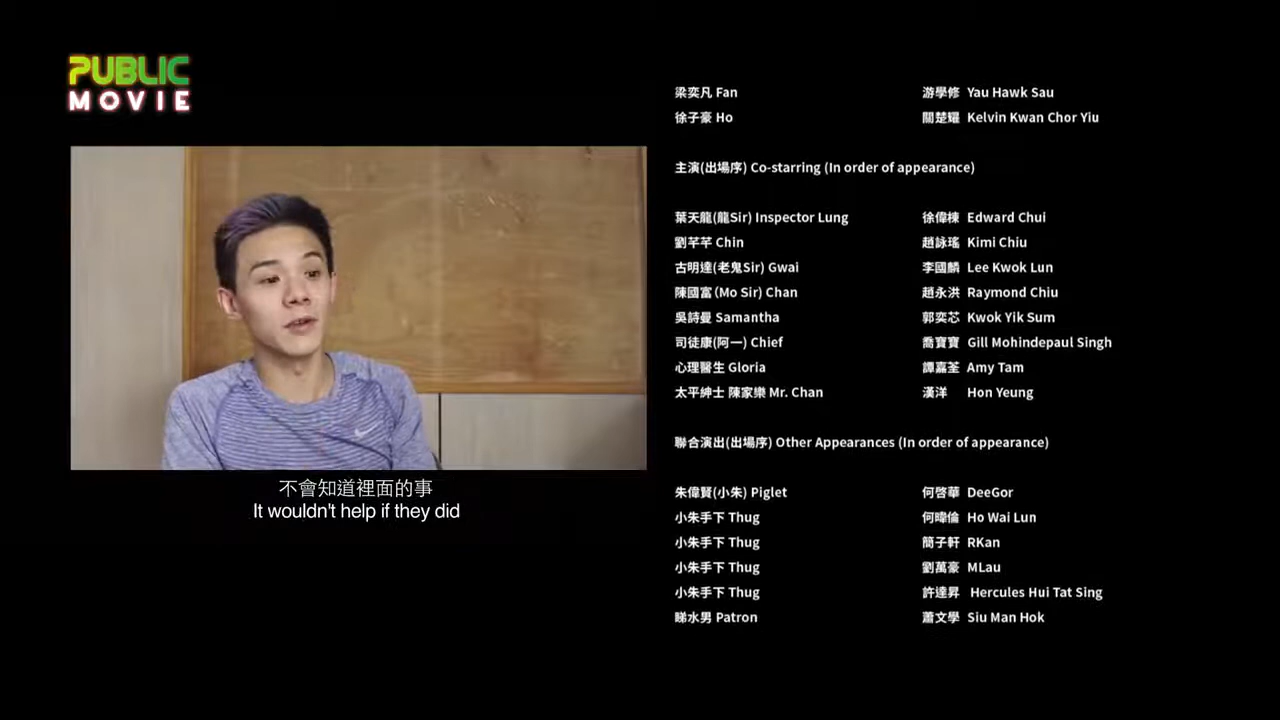 PUBLIC
MOVIE
梁奕凡 Fan 游學修 Yau Hawk Sau
徐子豪 Ho 關楚耀 Kelvin Kwan Chor Yiu
主演(出場序) Co-starring (In order of appearance)
葉天龍(龍Sir) Inspector Lung 徐偉棟 Edward Chui
劉芊芊 Chin 趙詠瑤 Kimi Chiu
古明達(老鬼Sir) Gwai 李國麟 Lee Kwok Lun
陳國富(Mo Sir) Chan 趙永洪 Raymond Chiu
吳詩曼 Samantha 郭奕芯 Kwok Yik Sum
司徒康(阿一) Chief 喬寶寶 Gill Mohindepaul Singh
心理醫生 Gloria 譚嘉荃 Amy Tam
太平紳士 陳家樂 Mr. Chan 漢洋 Hon Yeung
聯合演出(出場序) Other Appearances (In order of appearance)
朱偉賢(小朱) Piglet 何啓華 DeeGor
小朱手下 Thug 何暐倫 Ho Wai Lun
小朱手下 Thug 簡子軒 RKan
小朱手下 Thug 劉萬豪 MLau
小朱手下 Thug 許達昇 Hercules Hui Tat Sing
睇水男 Patron 蕭文學 Siu Man Hok
不會知道裡面的事
It wouldn't help if they did